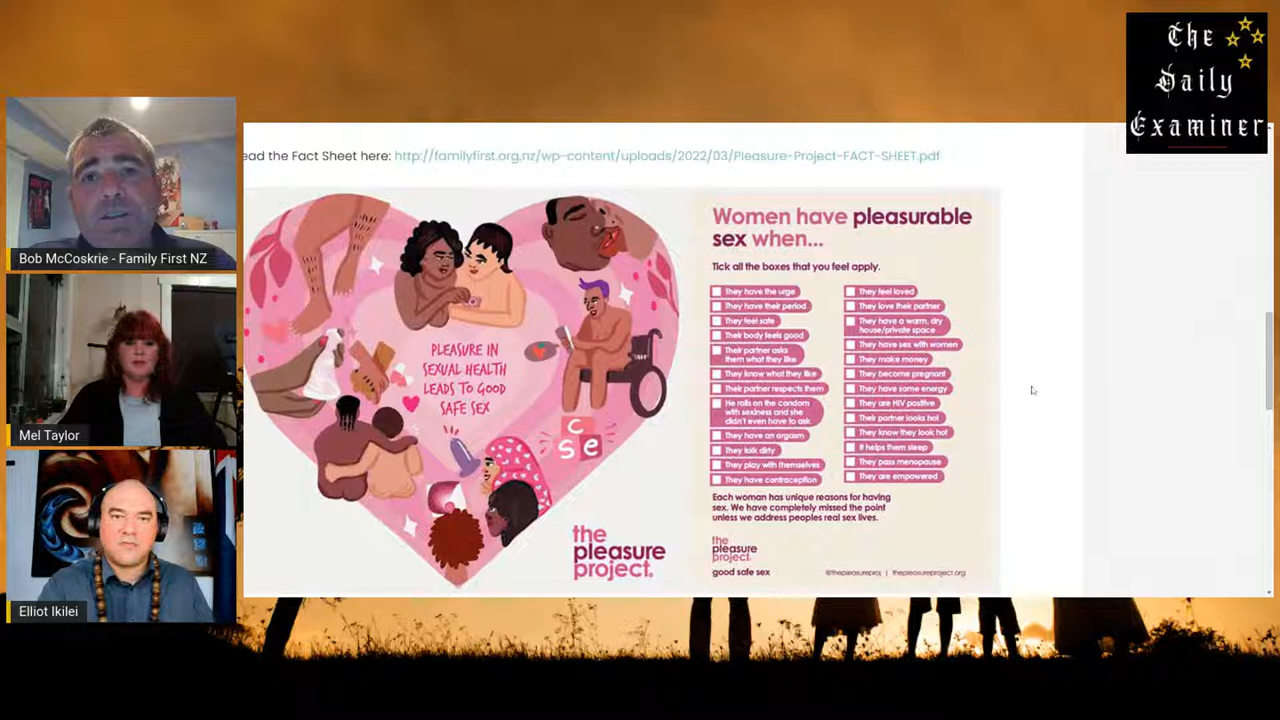 The
Daily
Examiner
ead the Fact Sheet here: http://familyfirst.org.nz/wp-content/uploads/2022/03/Pleasure-Project-FACT-SHEET.pdf
Bob McCoskrie - Family First NZ
Mel Taylor
Elliot Ikilei
PLEASURE IN
SEXUAL HEALTH
LEADS TO GOOD
SAFE SEX
c
s e
the
pleasure
project.
Women have pleasurable
sex when...
Tick all the boxes that you feel apply.
They have the urge
They have their period
They feel safe
Their body feels good
Their partner asks
them what they like
They know what they like
Their partner respects them
He rolls on the condom
with sexiness and she
didn't even have to ask
They have an orgasm
They talk dirty
They play with themselves
They have contraception
They feel loved
They love their partner
They have a warm, dry
house/private space
They have sex with women
They make money
They become pregnant
They have some energy
They are HIV positive
Their partner looks hot
They know they look hot
It helps them sleep
They pass menopause
They are empowered
Each woman has unique reasons for having
sex. We have completely missed the point
unless we address peoples real sex lives.
the
pleasure
project.
good safe sex
@thepleasureproj | thepleasureproject.org